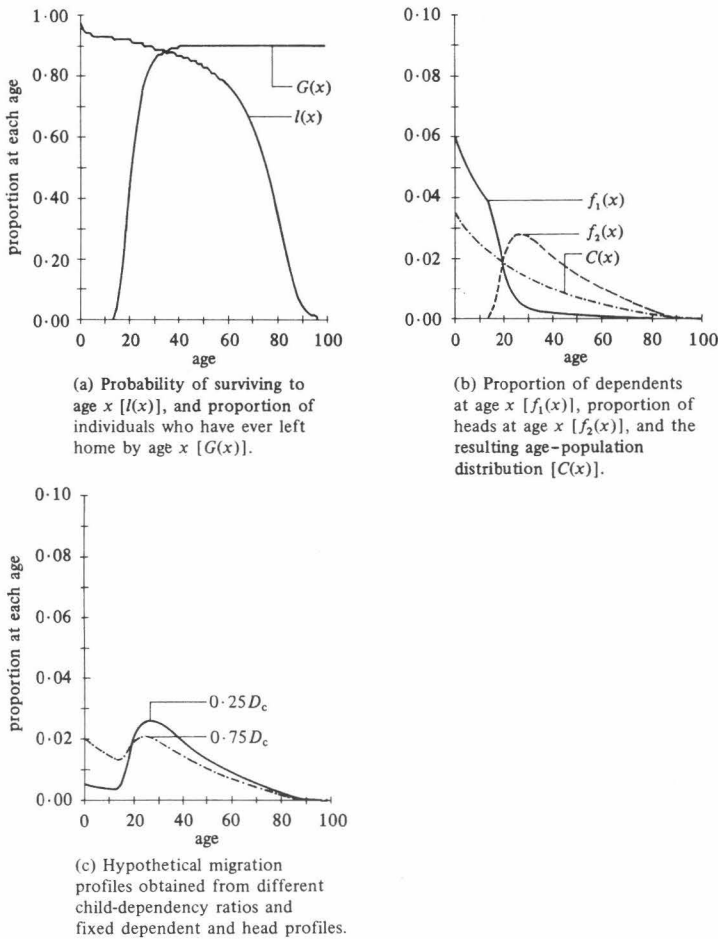 1·00
0·80
0·60
0·40
0·20
0·00
proportion at each age
G(x)
l(x)
0 20 40 60 80 100
age
(a) Probability of surviving to
age x [l(x)], and proportion of
individuals who have ever left
home by age x [G(x)].
0·10
0·08
0·06
0·04
0·02
0·00
f₁(x)
f₂(x)
C(x)
0 20 40 60 80 100
age
(b) Proportion of dependents
at age x [f₁(x)], proportion of
heads at age x [f₂(x)], and the
resulting age-population
distribution [C(x)].
0·10
0·08
0·06
0·04
0·02
0·00
proportion at each age
0·25Dc
0·75Dc
0 20 40 60 80 100
age
(c) Hypothetical migration
profiles obtained from different
child-dependency ratios and
fixed dependent and head profiles.